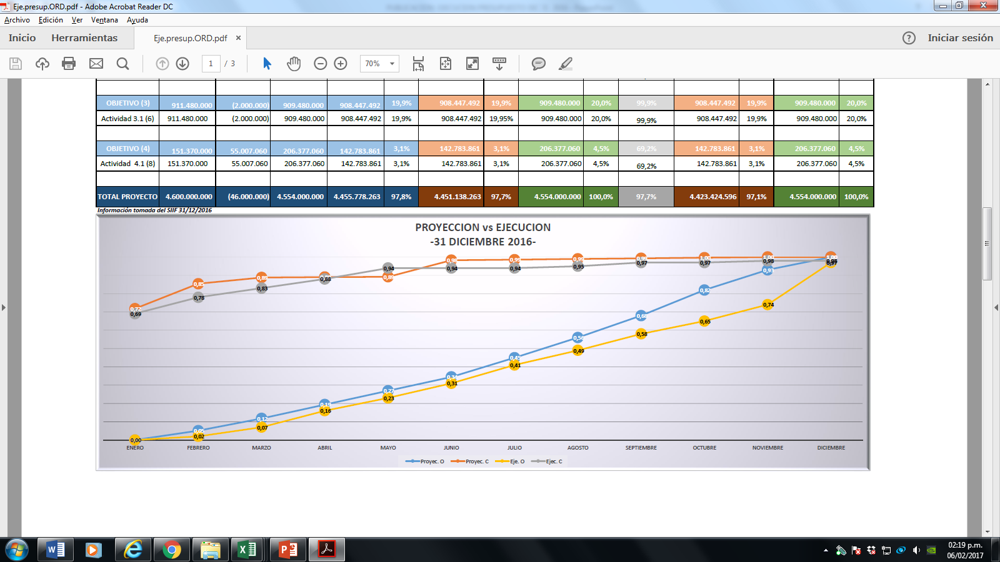 Eje.presup.ORD.pdf - Adobe Acrobat Reader DC
Archivo Edición Ver Ventana Ayuda
Inicio Herramientas Eje.presup.ORD.pdf × ? Iniciar sesión
1 / 3 70%
OBJETIVO (3) 911.480.000 (2.000.000) 909.480.000 908.447.492 19,9% 908.447.492 19,9% 909.480.000 20,0% 99,9% 908.447.492 19,9% 909.480.000 20,0%
Actividad 3.1 (6) 911.480.000 (2.000.000) 909.480.000 908.447.492 19,9% 908.447.492 19,95% 909.480.000 20,0% 99,9% 908.447.492 19,9% 909.480.000 20,0%
OBJETIVO (4) 151.370.000 55.007.060 206.377.060 142.783.861 3,1% 142.783.861 3,1% 206.377.060 4,5% 69,2% 142.783.861 3,1% 206.377.060 4,5%
Actividad 4.1 (8) 151.370.000 55.007.060 206.377.060 142.783.861 3,1% 142.783.861 3,1% 206.377.060 4,5% 69,2% 142.783.861 3,1% 206.377.060 4,5%
TOTAL PROYECTO 4.600.000.000 (46.000.000) 4.554.000.000 4.455.778.263 97,8% 4.451.138.263 97,7% 4.554.000.000 100,0% 97,7% 4.423.424.596 97,1% 4.554.000.000 100,0%
Información tomada del SIIF 31/12/2016
PROYECCION vs EJECUCION
-31 DICIEMBRE 2016-
0,72 0,85 0,89 0,89 0,98 0,99 0,99 0,99 1,00 1,00 1,00
0,69 0,78 0,83 0,88 0,94 0,94 0,94 0,95 0,97 0,97 0,98 0,98
0,05 0,12 0,19 0,27 0,34 0,45 0,56 0,68 0,82 0,93
0,00 0,02 0,07 0,16 0,23 0,31 0,41 0,49 0,58 0,65 0,74 0,97
ENERO FEBRERO MARZO ABRIL MAYO JUNIO JULIO AGOSTO SEPTIEMBRE OCTUBRE NOVIEMBRE DICIEMBRE
Proyec. O Proyec. C Eje. O Ejec. C
02:19 p.m.
06/02/2017